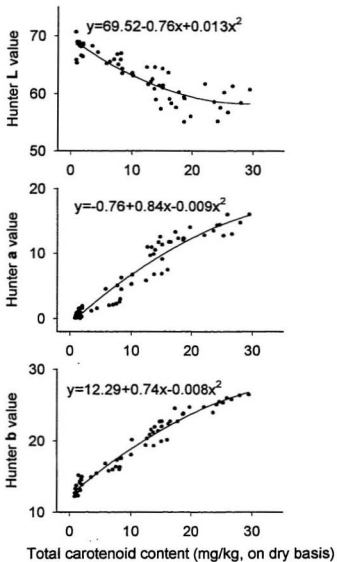 y=69.52-0.76x+0.013x²
70
60
50
Hunter L value
0 10 20 30
y=-0.76+0.84x-0.009x²
20
10
0
Hunter a value
0 10 20 30
y=12.29+0.74x-0.008x²
30
20
10
Hunter b value
0 10 20 30
Total carotenoid content (mg/kg, on dry basis)